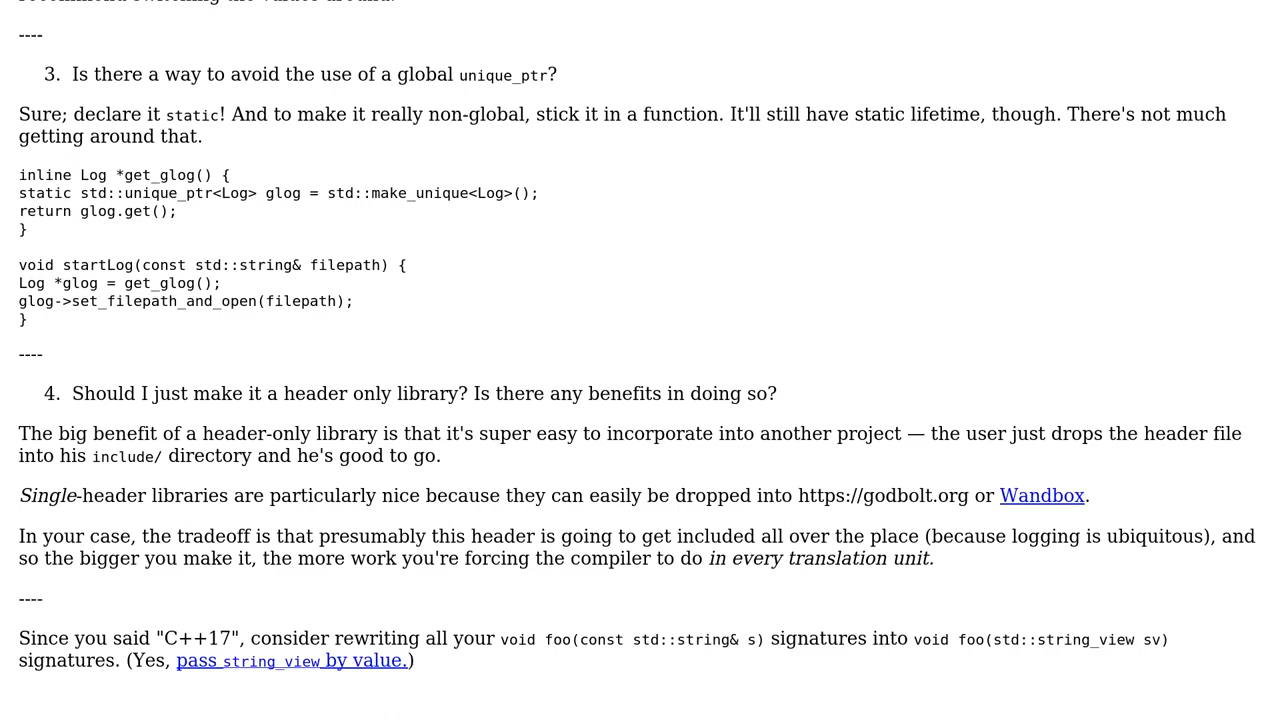 ----
3. Is there a way to avoid the use of a global unique_ptr?
Sure; declare it static! And to make it really non-global, stick it in a function. It'll still have static lifetime, though. There's not much
getting around that.
inline Log *get_glog() {
static std::unique_ptr<Log> glog = std::make_unique<Log>();
return glog.get();
}
void startLog(const std::string& filepath) {
Log *glog = get_glog();
glog->set_filepath_and_open(filepath);
}
----
4. Should I just make it a header only library? Is there any benefits in doing so?
The big benefit of a header-only library is that it's super easy to incorporate into another project — the user just drops the header file
into his include/ directory and he's good to go.
Single-header libraries are particularly nice because they can easily be dropped into https://godbolt.org or Wandbox.
In your case, the tradeoff is that presumably this header is going to get included all over the place (because logging is ubiquitous), and
so the bigger you make it, the more work you're forcing the compiler to do in every translation unit.
----
Since you said "C++17", consider rewriting all your void foo(const std::string& s) signatures into void foo(std::string_view sv)
signatures. (Yes, pass string_view by value.)